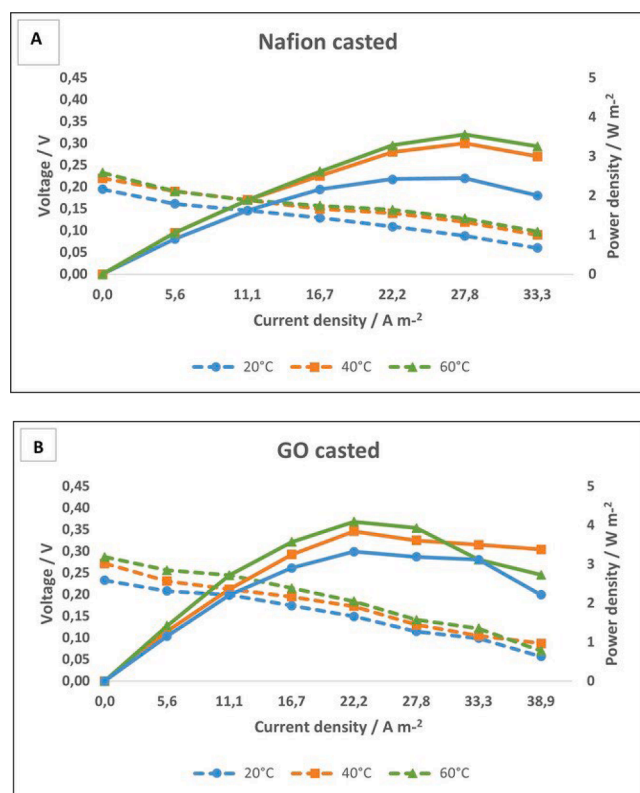 A
Nafion casted
0,45
0,40
0,35
0,30
0,25
0,20
0,15
0,10
0,05
0,00
Voltage / V
5
4
3
2
1
0
Power density / W m-2
0,0 5,6 11,1 16,7 22,2 27,8 33,3
Current density / A m-2
20°C 40°C 60°C
B
GO casted
0,45
0,40
0,35
0,30
0,25
0,20
0,15
0,10
0,05
0,00
Voltage / V
5
4
3
2
1
0
Power density / W m-2
0,0 5,6 11,1 16,7 22,2 27,8 33,3 38,9
Current density / A m-2
20°C 40°C 60°C